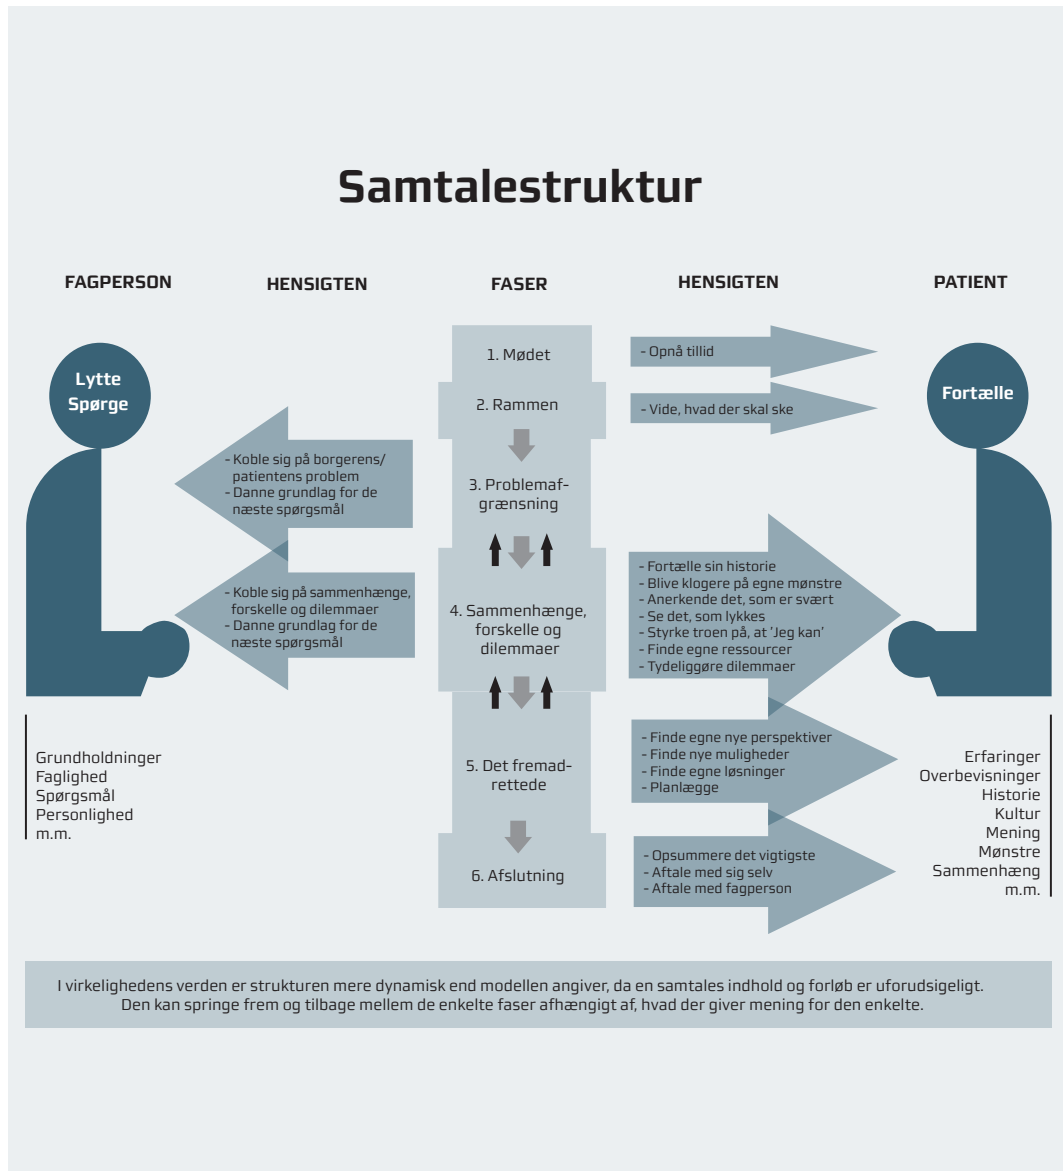 Samtalestruktur
FAGPERSON
HENSIGTEN
FASER
HENSIGTEN
PATIENT
Lytte
Spørge
- Koble sig på borgerens/
patientens problem
- Danne grundlag for de
næste spørgsmål
- Koble sig på sammenhænge,
forskelle og dilemmaer
- Danne grundlag for de
næste spørgsmål
1. Mødet
2. Rammen
3. Problemaf-
grænsning
4. Sammenhænge,
forskelle og
dilemmaer
5. Det fremad-
rettede
6. Afslutning
- Opnå tillid
- Vide, hvad der skal ske
- Fortælle sin historie
- Blive klogere på egne mønstre
- Anerkende det, som er svært
- Se det, som lykkes
- Styrke troen på, at ’Jeg kan’
- Finde egne ressourcer
- Tydeliggøre dilemmaer
- Finde egne nye perspektiver
- Finde nye muligheder
- Finde egne løsninger
- Planlægge
- Opsummere det vigtigste
- Aftale med sig selv
- Aftale med fagperson
Fortælle
Grundholdninger
Faglighed
Spørgsmål
Personlighed
m.m.
Erfaringer
Overbevisninger
Historie
Kultur
Mening
Mønstre
Sammenhæng
m.m.
I virkelighedens verden er strukturen mere dynamisk end modellen angiver, da en samtales indhold og forløb er uforudsigeligt.
Den kan springe frem og tilbage mellem de enkelte faser afhængigt af, hvad der giver mening for den enkelte.